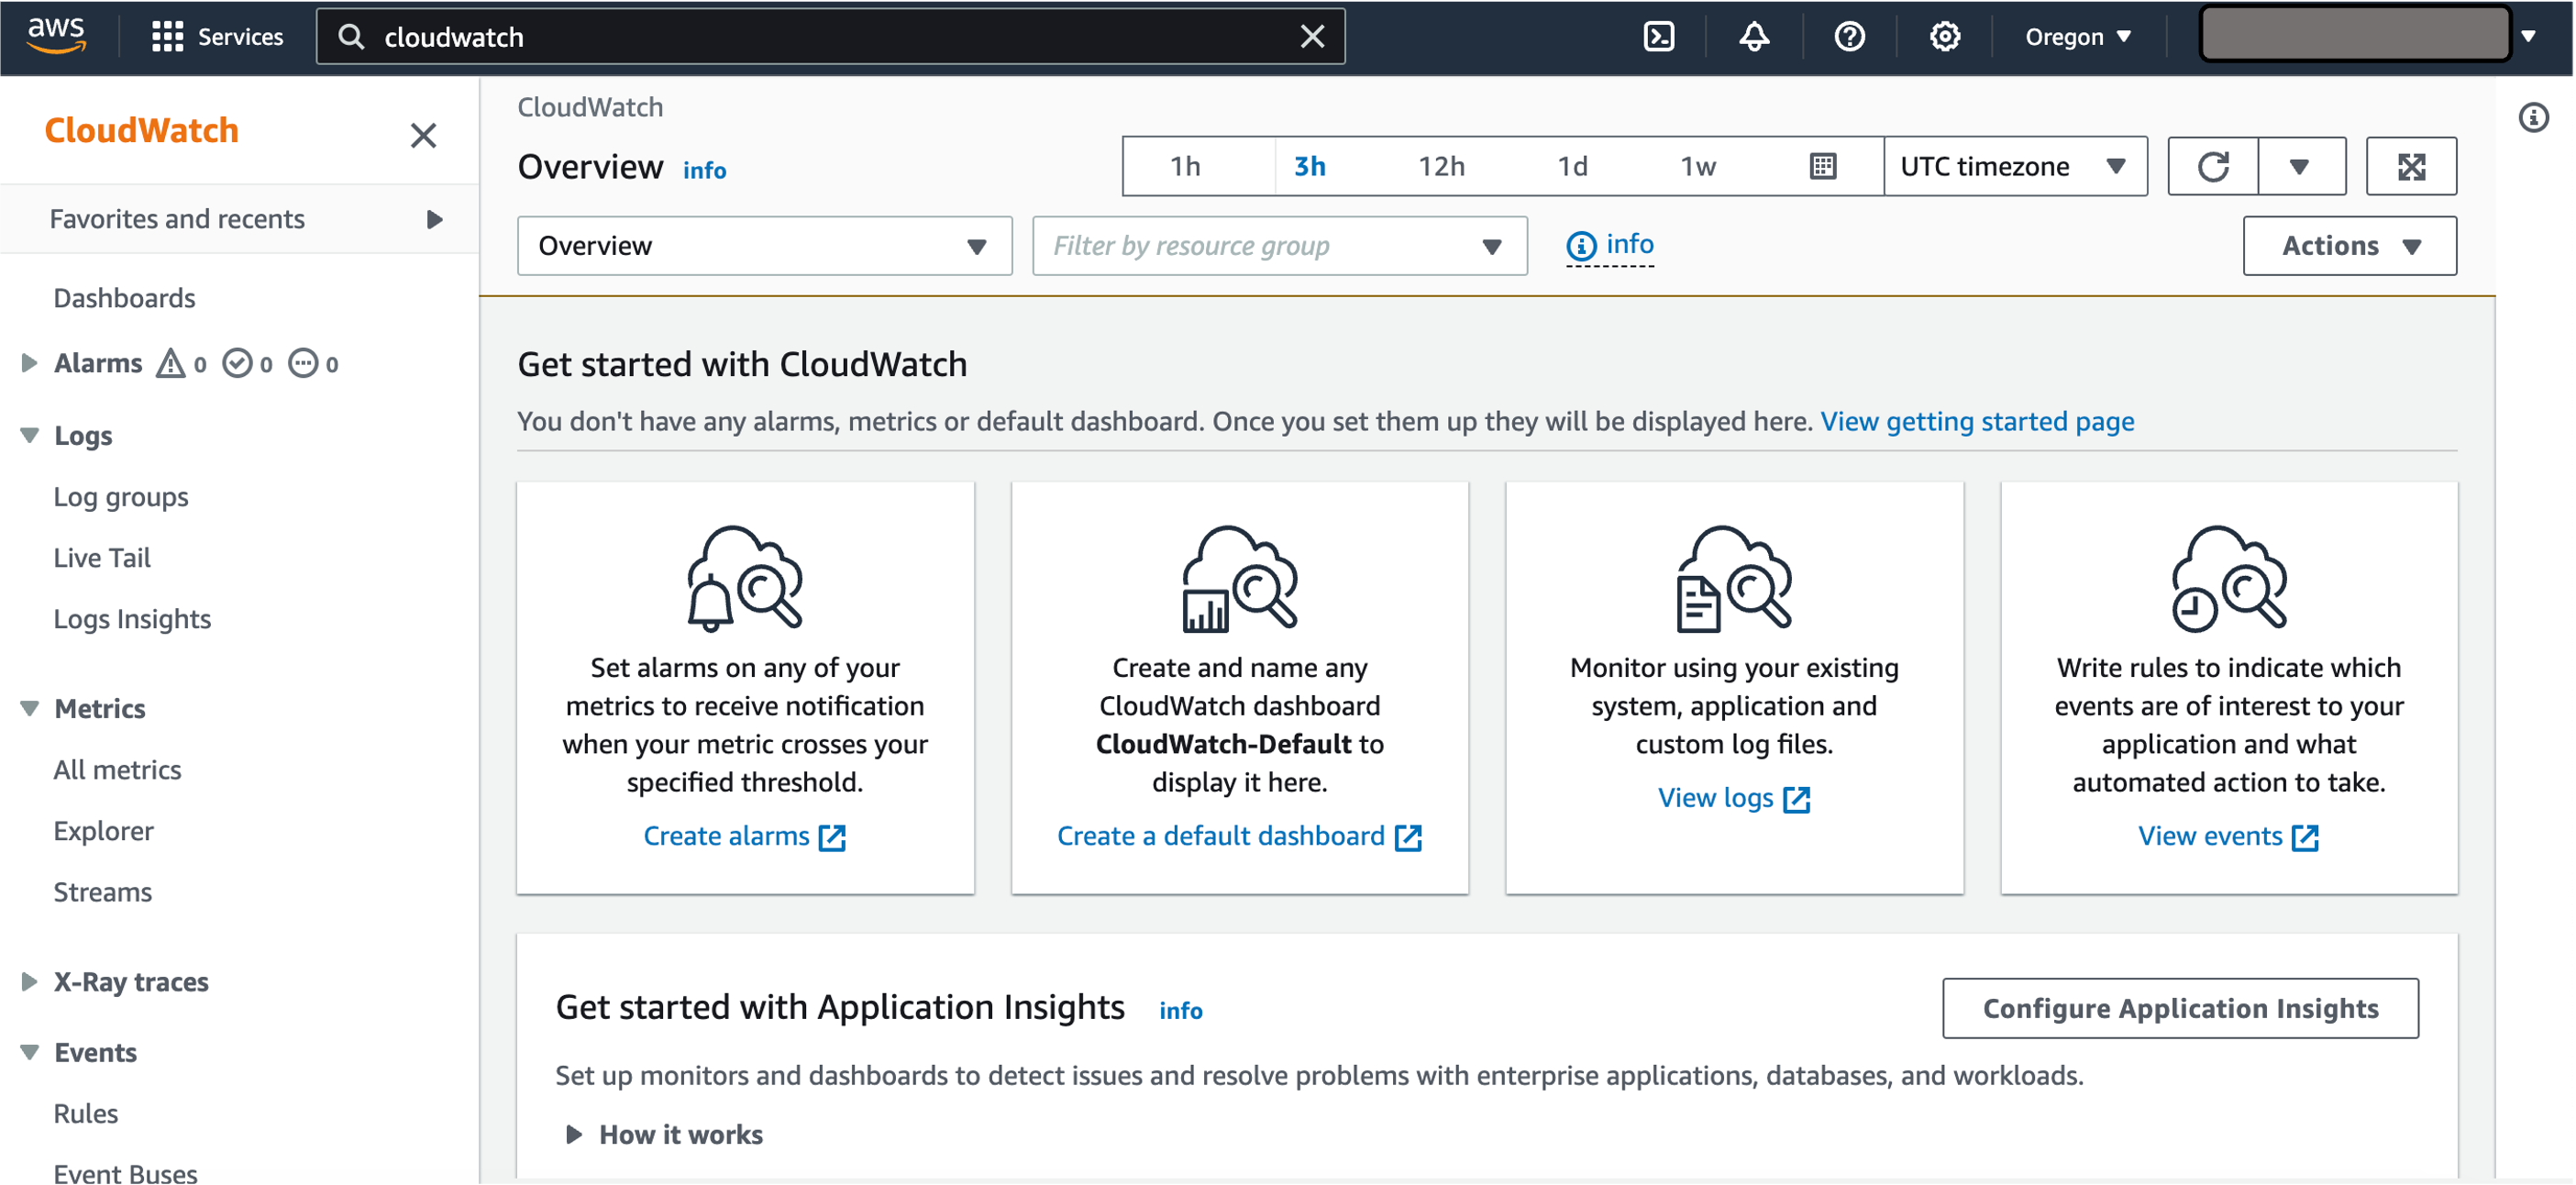 aws
Services
cloudwatch
Oregon
CloudWatch
Favorites and recents
Dashboards
Alarms 0 0 0
Logs
Log groups
Live Tail
Logs Insights
Metrics
All metrics
Explorer
Streams
X-Ray traces
Events
Rules
Event Buses
CloudWatch
Overview info
1h 3h 12h 1d 1w UTC timezone
Overview
Filter by resource group
info
Actions
Get started with CloudWatch
You don't have any alarms, metrics or default dashboard. Once you set them up they will be displayed here. View getting started page
Set alarms on any of your
metrics to receive notification
when your metric crosses your
specified threshold.
Create alarms
Create and name any
CloudWatch dashboard
CloudWatch-Default to
display it here.
Create a default dashboard
Monitor using your existing
system, application and
custom log files.
View logs
Write rules to indicate which
events are of interest to your
application and what
automated action to take.
View events
Get started with Application Insights info
Configure Application Insights
Set up monitors and dashboards to detect issues and resolve problems with enterprise applications, databases, and workloads.
How it works